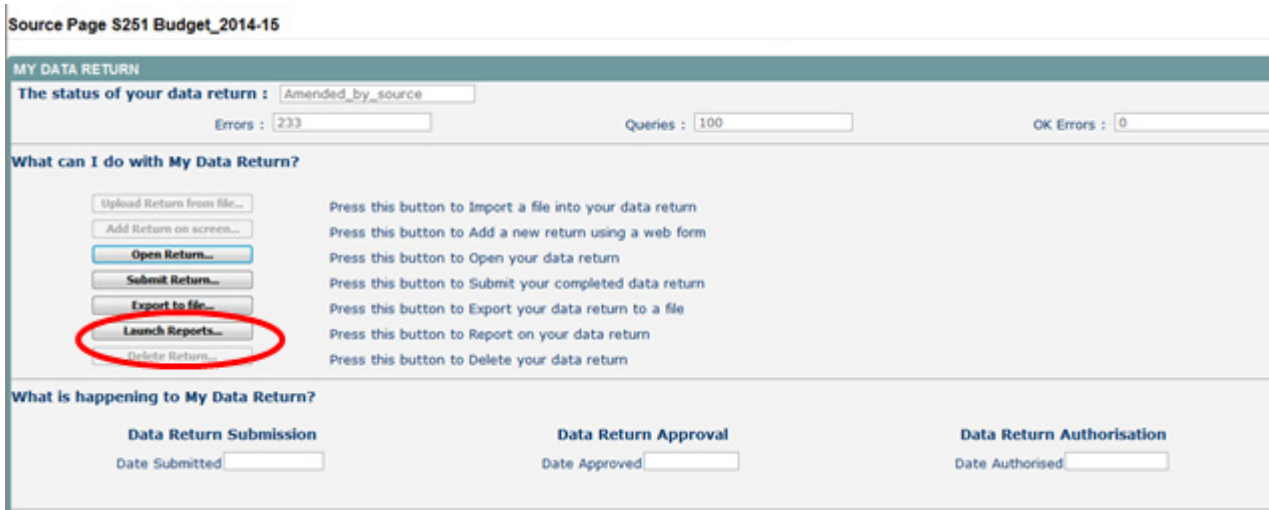 Source Page S251 Budget_2014-15
MY DATA RETURN
The status of your data return : Amended_by_source
Errors : 233 Queries : 100 OK Errors : 0
What can I do with My Data Return?
Upload Return from file... Press this button to Import a file into your data return
Add Return on screen... Press this button to Add a new return using a web form
Open Return... Press this button to Open your data return
Submit Return... Press this button to Submit your completed data return
Export to file... Press this button to Export your data return to a file
Launch Reports... Press this button to Report on your data return
Delete Return... Press this button to Delete your data return
What is happening to My Data Return?
Data Return Submission Data Return Approval Data Return Authorisation
Date Submitted Date Approved Date Authorised